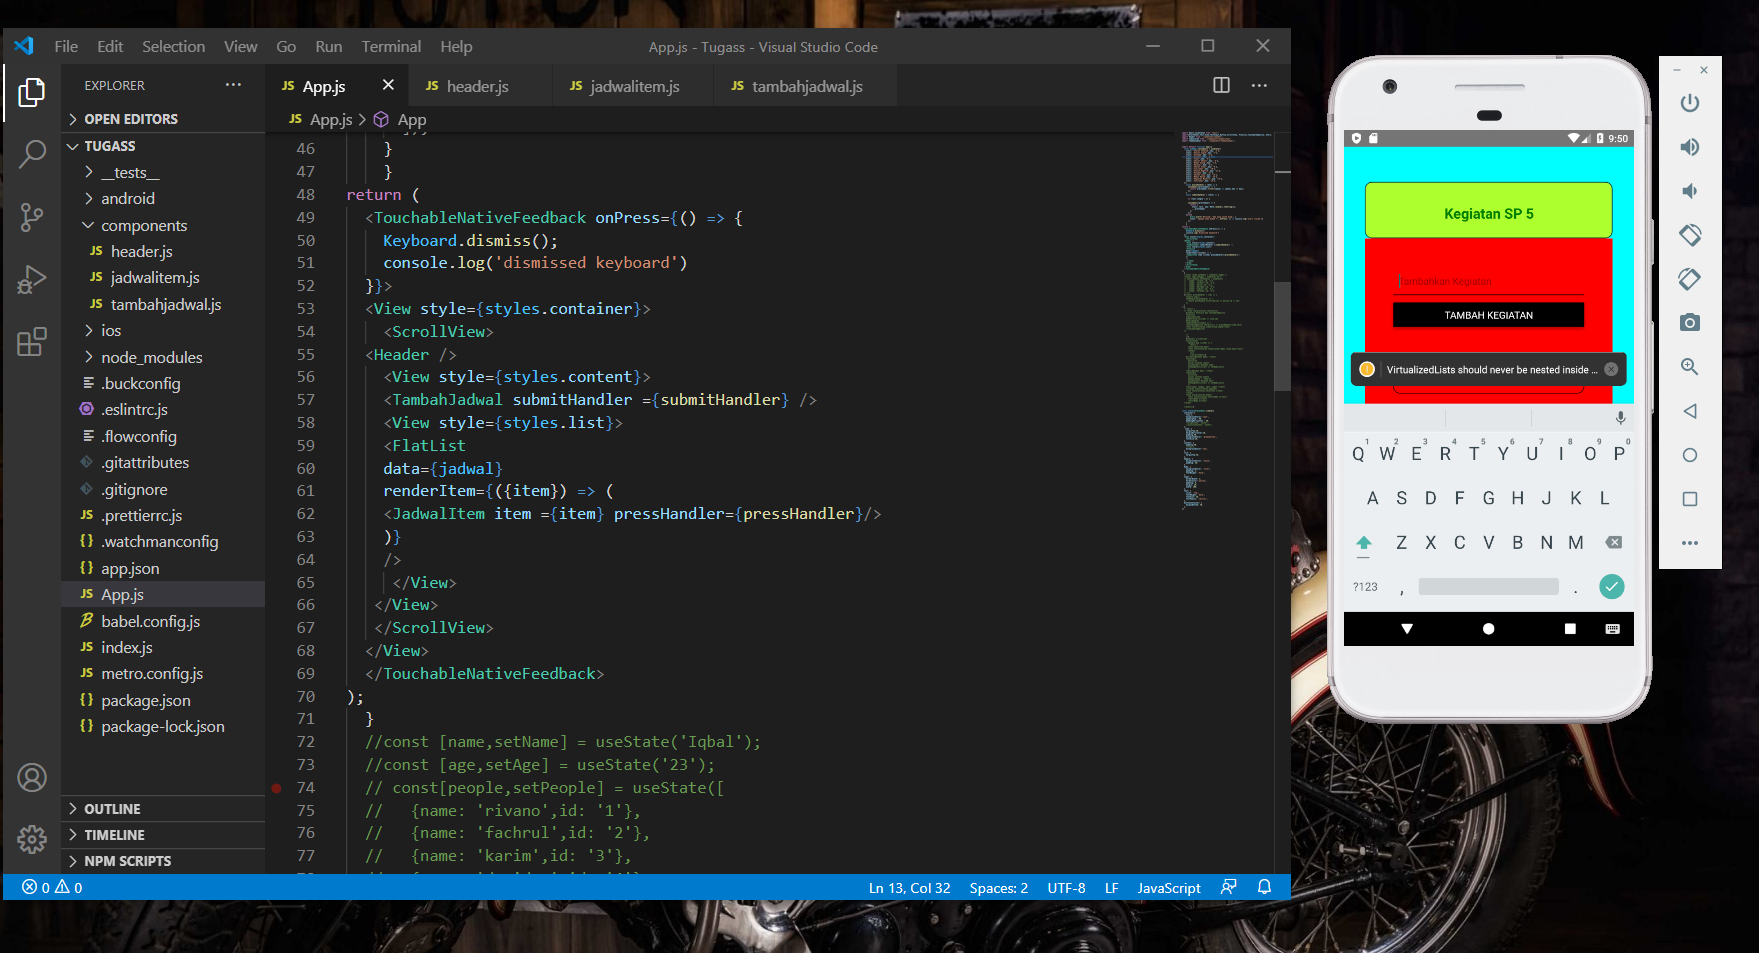 File Edit Selection View Go Run Terminal Help
App.js - Tugass - Visual Studio Code
EXPLORER
OPEN EDITORS
TUGASS
__tests__
android
components
JS header.js
JS jadwalitem.js
JS tambahjadwal.js
ios
node_modules
.buckconfig
.eslintrc.js
.flowconfig
.gitattributes
.gitignore
JS .prettierrc.js
{} .watchmanconfig
{} app.json
JS App.js
babel.config.js
JS index.js
JS metro.config.js
{} package.json
{} package-lock.json
OUTLINE
TIMELINE
NPM SCRIPTS
JS App.js
JS header.js
JS jadwalitem.js
JS tambahjadwal.js
JS App.js > App
46 }
47 }
48 return (
49 <TouchableNativeFeedback onPress={() => {
50 Keyboard.dismiss();
51 console.log('dismissed keyboard')
52 }}>
53 <View style={styles.container}>
54 <ScrollView>
55 <Header />
56 <View style={styles.content}>
57 <TambahJadwal submitHandler ={submitHandler} />
58 <View style={styles.list}>
59 <FlatList
60 data={jadwal}
61 renderItem={({item}) => (
62 <JadwalItem item ={item} pressHandler={pressHandler}/>
63 )}
64 />
65 </View>
66 </View>
67 </ScrollView>
68 </View>
69 </TouchableNativeFeedback>
70 );
71 }
72 //const [name,setName] = useState('Iqbal');
73 //const [age,setAge] = useState('23');
74 // const[people,setPeople] = useState([
75 // {name: 'rivano',id: '1'},
76 // {name: 'fachrul',id: '2'},
77 // {name: 'karim',id: '3'},
0 0
Ln 13, Col 32 Spaces: 2 UTF-8 LF JavaScript
9:50
Kegiatan SP 5
Tambahkan Kegiatan
TAMBAH KEGIATAN
VirtualizedLists should never be nested inside ...
1 2 3 4 5 6 7 8 9 0
Q W E R T Y U I O P
A S D F G H J K L
Z X C V B N M
?123 , .